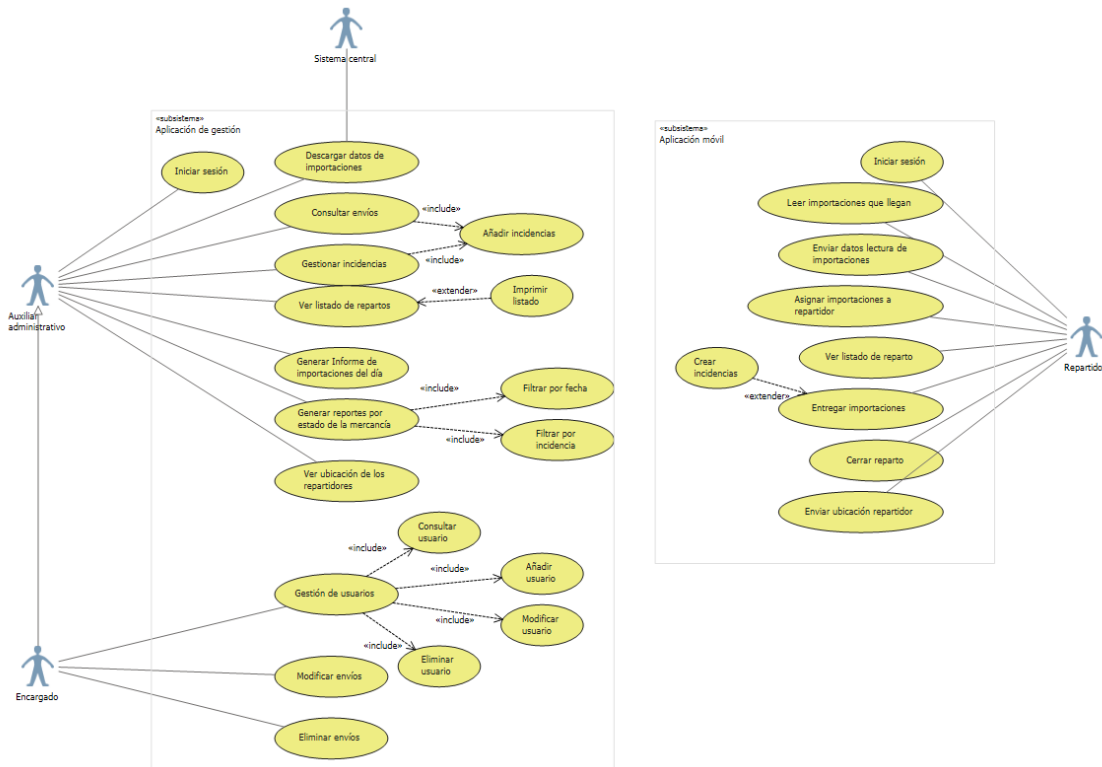 Sistema central
«subsistema»
Aplicación de gestión
Iniciar sesión
Descargar datos de
importaciones
Consultar envíos
«include»
Añadir incidencias
Gestionar incidencias
«include»
Ver listado de repartos
«extender»
Imprimir
listado
Auxiliar
administrativo
Generar Informe de
importaciones del día
Generar reportes por
estado de la mercancía
«include»
Filtrar por fecha
«include»
Filtrar por
incidencia
Ver ubicación de los
repartidores
Consultar
usuario
«include»
Gestión de usuarios
«include»
Añadir
usuario
«include»
Modificar
usuario
«include»
Eliminar
usuario
Encargado
Modificar envíos
Eliminar envíos
«subsistema»
Aplicación móvil
Iniciar sesión
Leer importaciones que llegan
Enviar datos lectura de
importaciones
Asignar importaciones a
repartidor
Ver listado de reparto
Crear
incidencias
«extender»
Entregar importaciones
Cerrar reparto
Enviar ubicación repartidor
Repartido